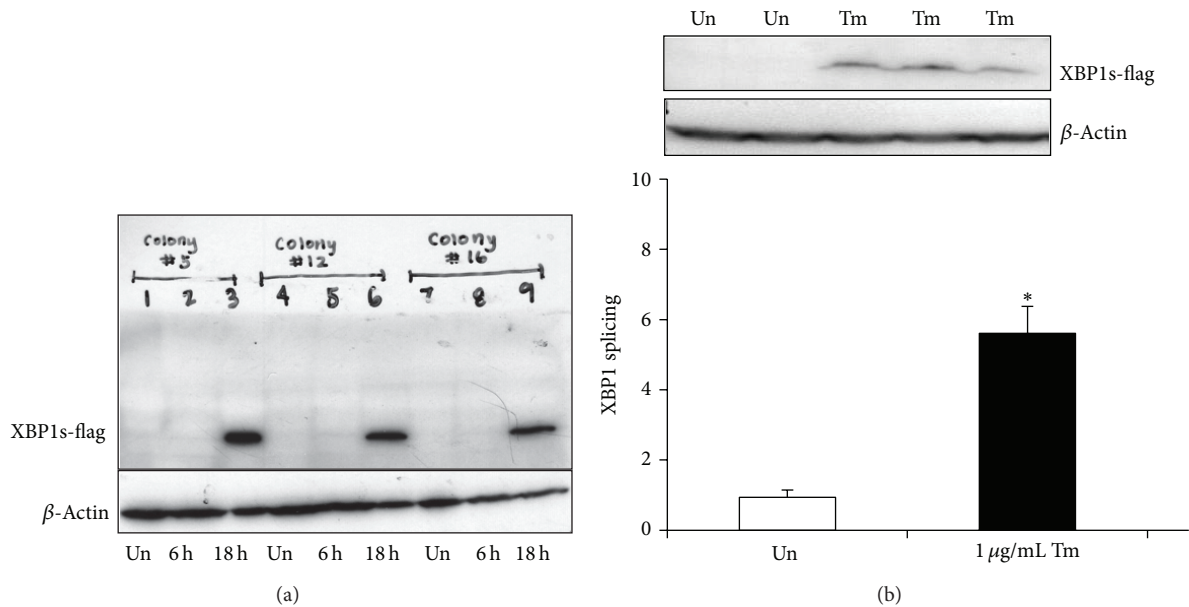 Colony
#5
Colony
#12
Colony
#16
1 2 3 4 5 6 7 8 9
XBP1s-flag
β-Actin
Un 6 h 18 h Un 6 h 18 h Un 6 h 18 h
(a)
Un Un Tm Tm Tm
XBP1s-flag
β-Actin
10
8
6
4
2
0
XBP1 splicing
*
Un 1 μg/mL Tm
(b)